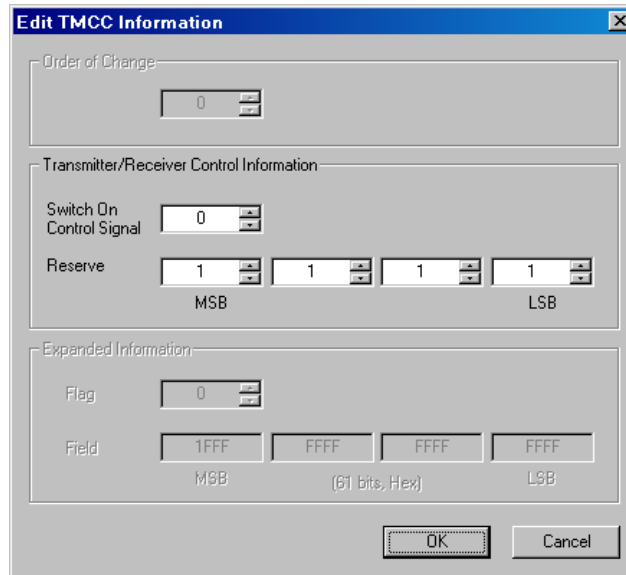 Edit TMCC Information
Order of Change
0
Transmitter/Receiver Control Information
Switch On
Control Signal
0
Reserve
1 1 1 1
MSB LSB
Expanded Information
Flag
0
Field
1FFF FFFF FFFF FFFF
MSB (61 bits, Hex) LSB
OK Cancel